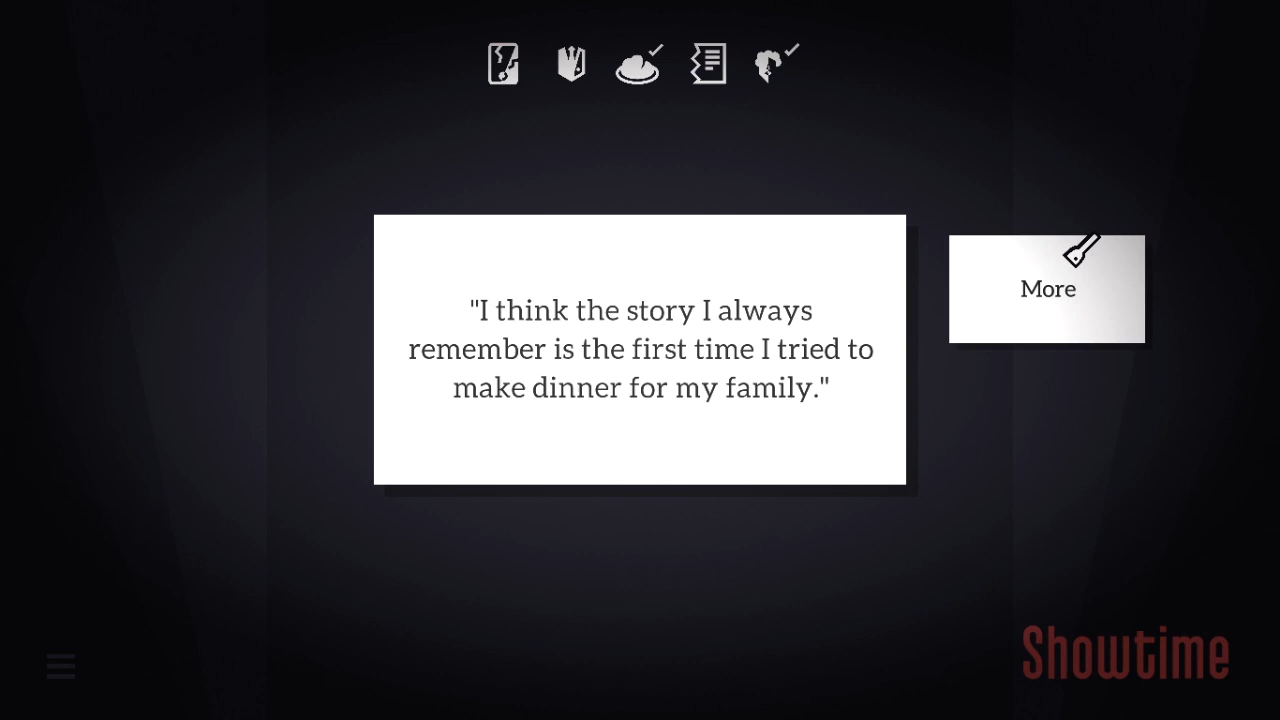 "I think the story I always
remember is the first time I tried to
make dinner for my family."
More
Showtime